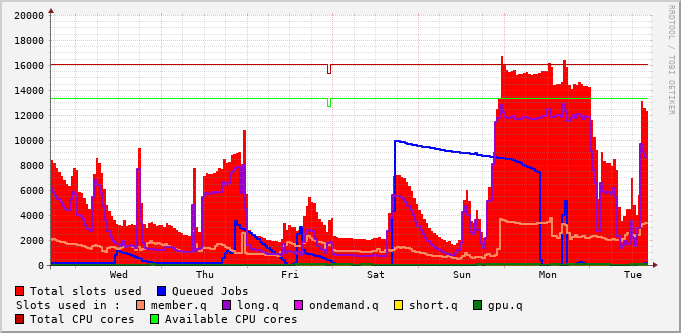 RRDTOOL / TOBI OETIKER
20000
18000
16000
14000
12000
10000
8000
6000
4000
2000
0
Wed Thu Fri Sat Sun Mon Tue
Total slots used Queued Jobs
Slots used in : member.q long.q ondemand.q short.q gpu.q
Total CPU cores Available CPU cores